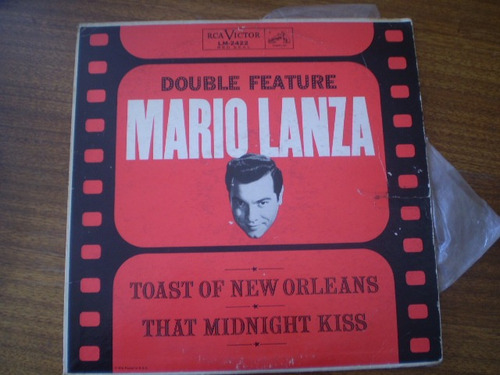 RCA VICTOR
LM-2422
DOUBLE FEATURE
MARIO LANZA
TOAST OF NEW ORLEANS
THAT MIDNIGHT KISS